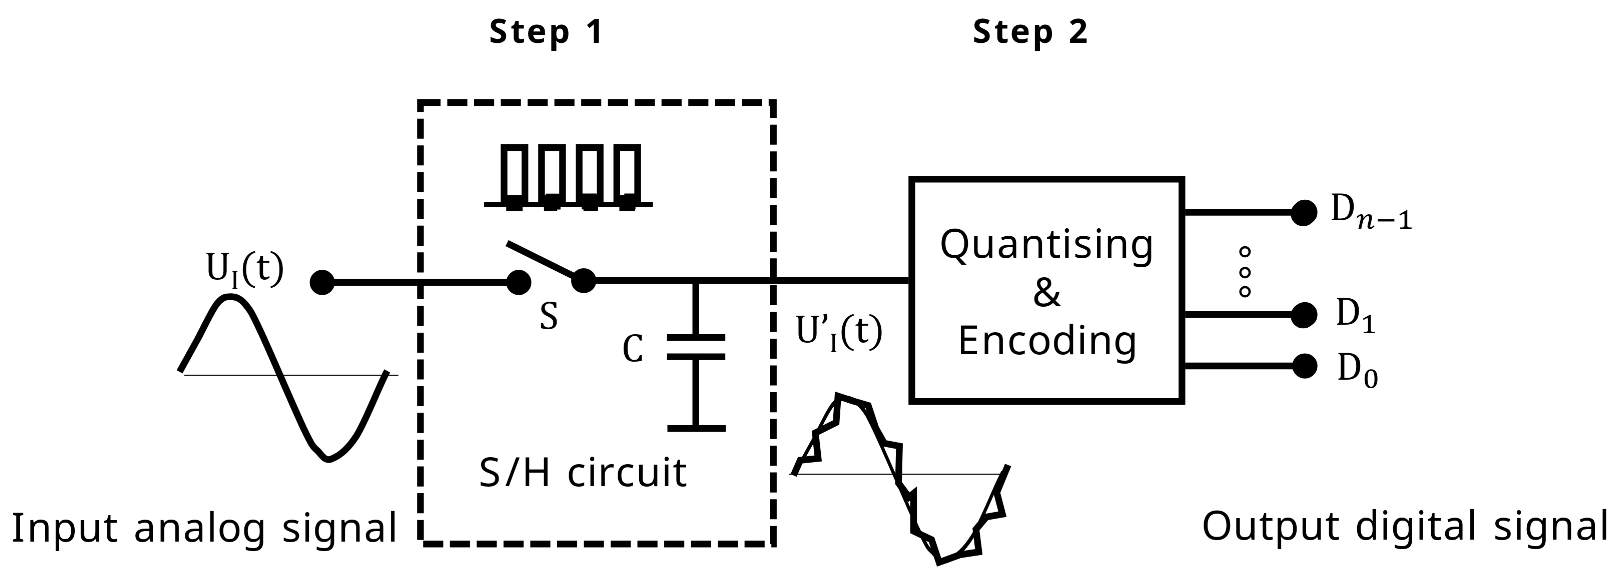 Step 1
Step 2
U_I(t)
S
C
S/H circuit
Input analog signal
U'_I(t)
Quantising
&
Encoding
D_{n−1}
D_1
D_0
Output digital signal